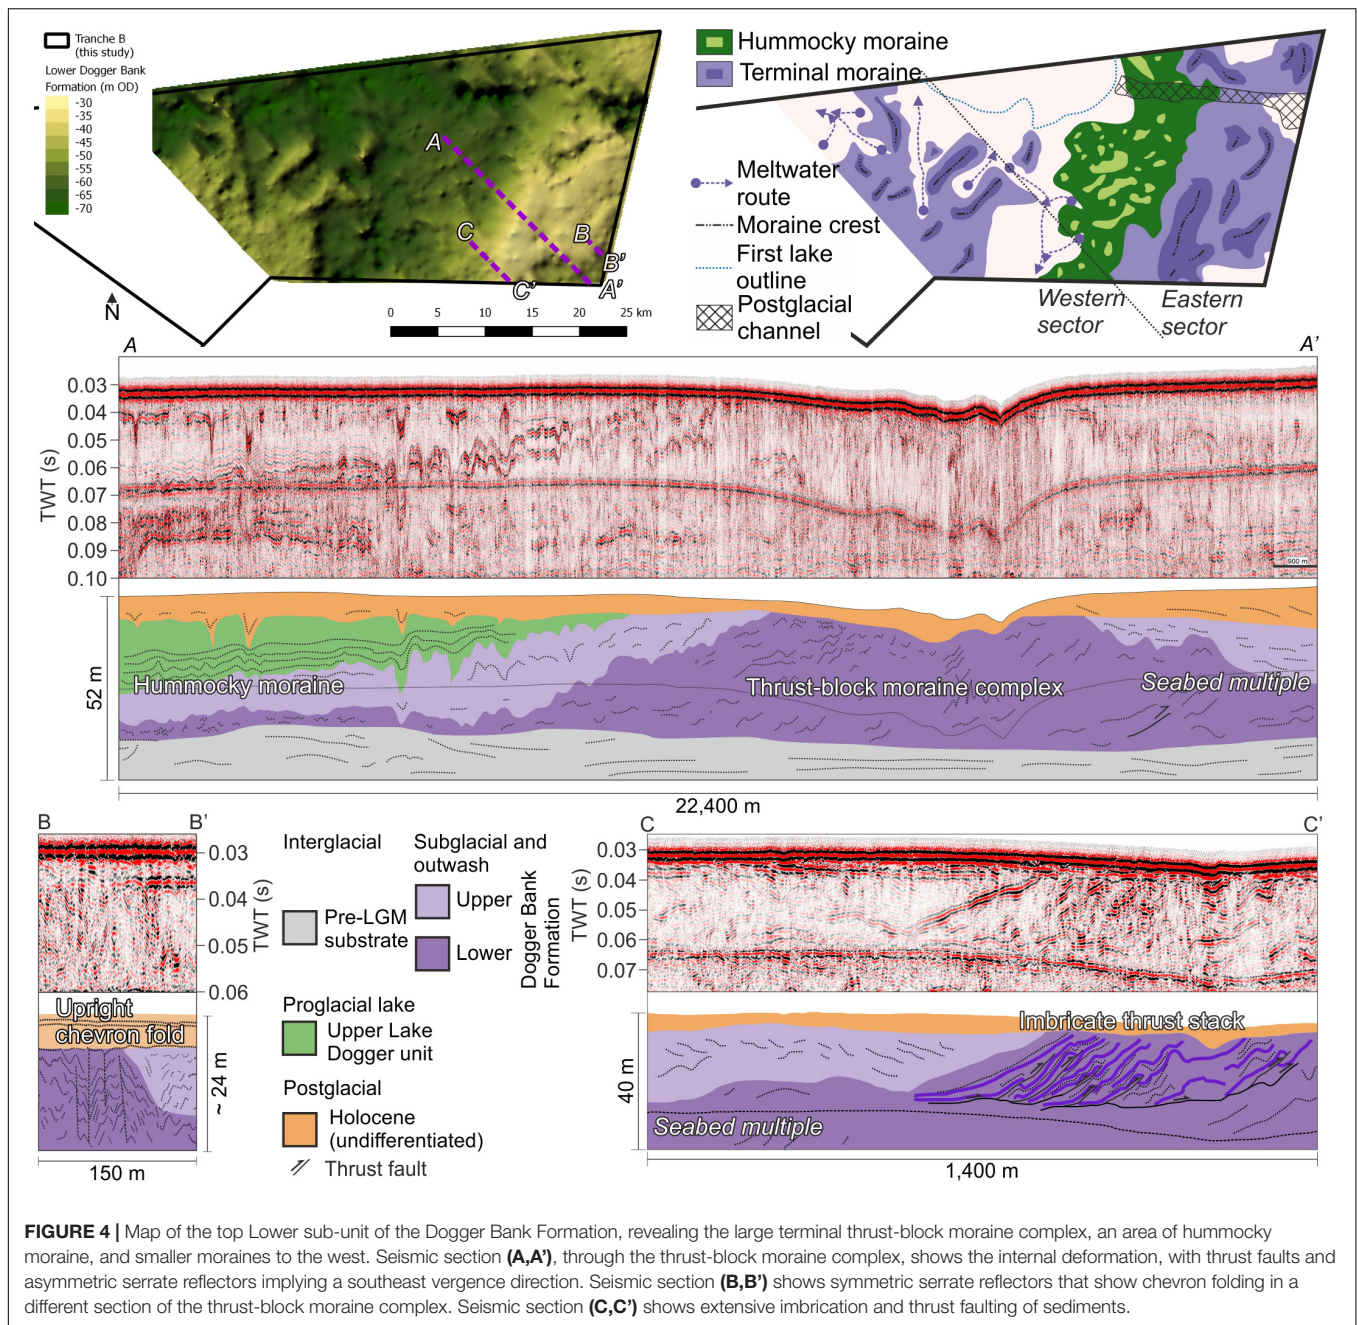 Tranche B
(this study)
Lower Dogger Bank
Formation (m OD)
-30
-35
-40
-45
-50
-55
-60
-65
-70
N
A
C
B
B'
C'
A'
0 5 10 15 20 25 km
Hummocky moraine
Terminal moraine
Meltwater
route
Moraine crest
First lake
outline
Postglacial
channel
Western
sector
Eastern
sector
A A'
TWT (s)
0.03
0.04
0.05
0.06
0.07
0.08
0.09
0.10
900 m
52 m
Hummocky moraine
Thrust-block moraine complex
Seabed multiple
22,400 m
B B'
0.03
0.04
0.05
0.06
TWT (s)
Upright
chevron fold
~ 24 m
150 m
Interglacial
Pre-LGM
substrate
Subglacial and
outwash
Upper
Lower
Dogger Bank
Formation
Proglacial lake
Upper Lake
Dogger unit
Postglacial
Holocene
(undifferentiated)
Thrust fault
C C'
TWT (s)
0.03
0.04
0.05
0.06
0.07
Imbricate thrust stack
40 m
Seabed multiple
1,400 m
FIGURE 4 | Map of the top Lower sub-unit of the Dogger Bank Formation, revealing the large terminal thrust-block moraine complex, an area of hummocky
moraine, and smaller moraines to the west. Seismic section (A,A'), through the thrust-block moraine complex, shows the internal deformation, with thrust faults and
asymmetric serrate reflectors implying a southeast vergence direction. Seismic section (B,B') shows symmetric serrate reflectors that show chevron folding in a
different section of the thrust-block moraine complex. Seismic section (C,C') shows extensive imbrication and thrust faulting of sediments.